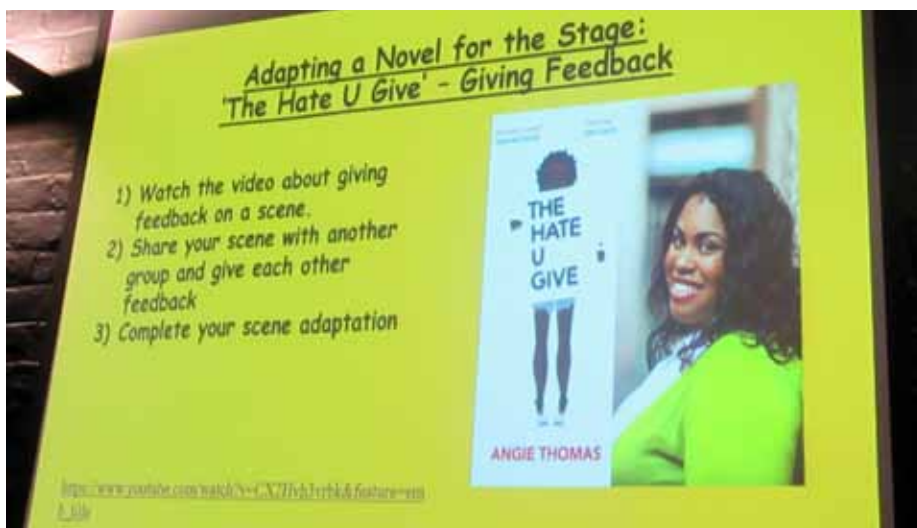 Adapting a Novel for the Stage:
'The Hate U Give' - Giving Feedback
1) Watch the video about giving
feedback on a scene.
2) Share your scene with another
group and give each other
feedback
3) Complete your scene adaptation
THE
HATE
U
GIVE
ANGIE THOMAS